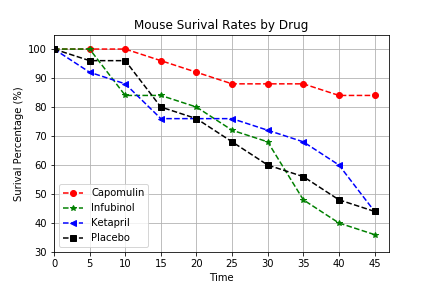 Mouse Surival Rates by Drug
Surival Percentage (%)
100
90
80
70
60
50
40
30
Capomulin
Infubinol
Ketapril
Placebo
0 5 10 15 20 25 30 35 40 45
Time